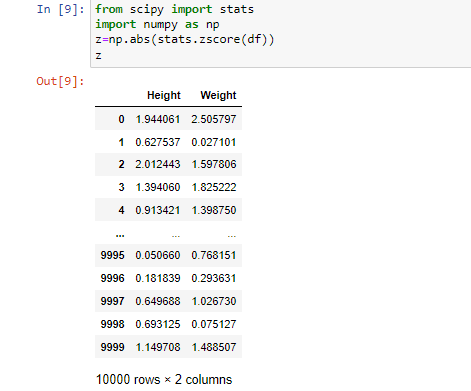 In [9]: from scipy import stats
import numpy as np
z=np.abs(stats.zscore(df))
z
Out[9]:
Height Weight
0 1.944061 2.505797
1 0.627537 0.027101
2 2.012443 1.597806
3 1.394060 1.825222
4 0.913421 1.398750
... ... ...
9995 0.050660 0.768151
9996 0.181839 0.293631
9997 0.649688 1.026730
9998 0.693125 0.075127
9999 1.149708 1.488507
10000 rows × 2 columns